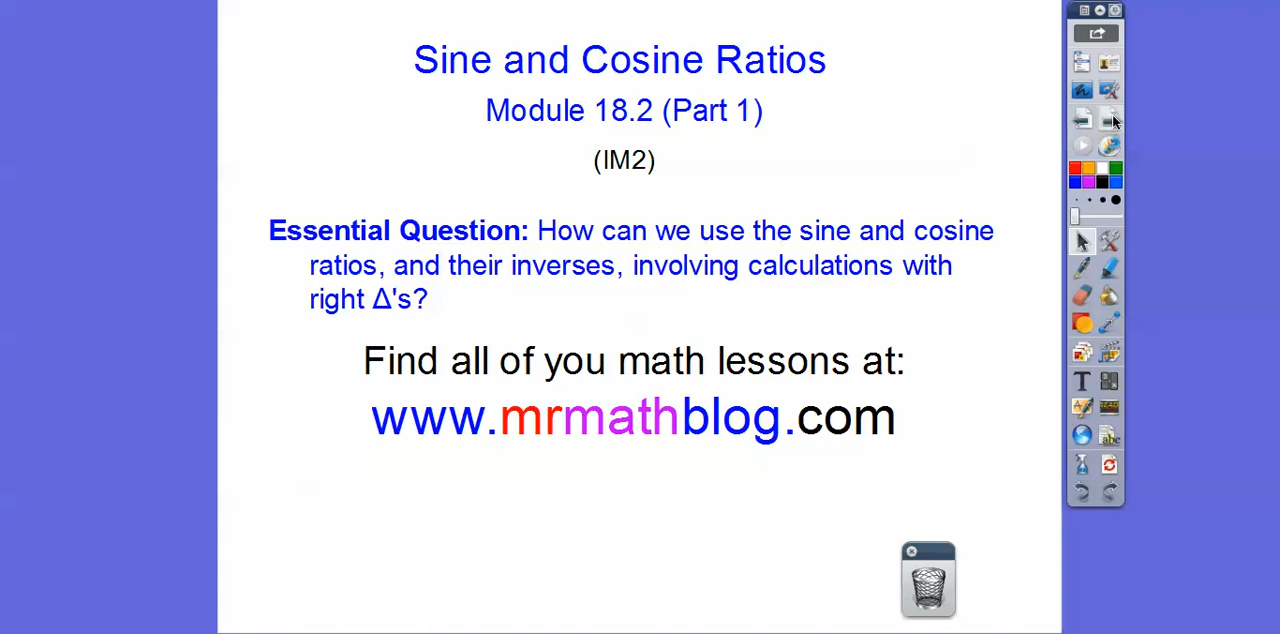 Sine and Cosine Ratios
Module 18.2 (Part 1)
(IM2)
Essential Question: How can we use the sine and cosine
ratios, and their inverses, involving calculations with
right Δ's?
Find all of you math lessons at:
www.mrmathblog.com